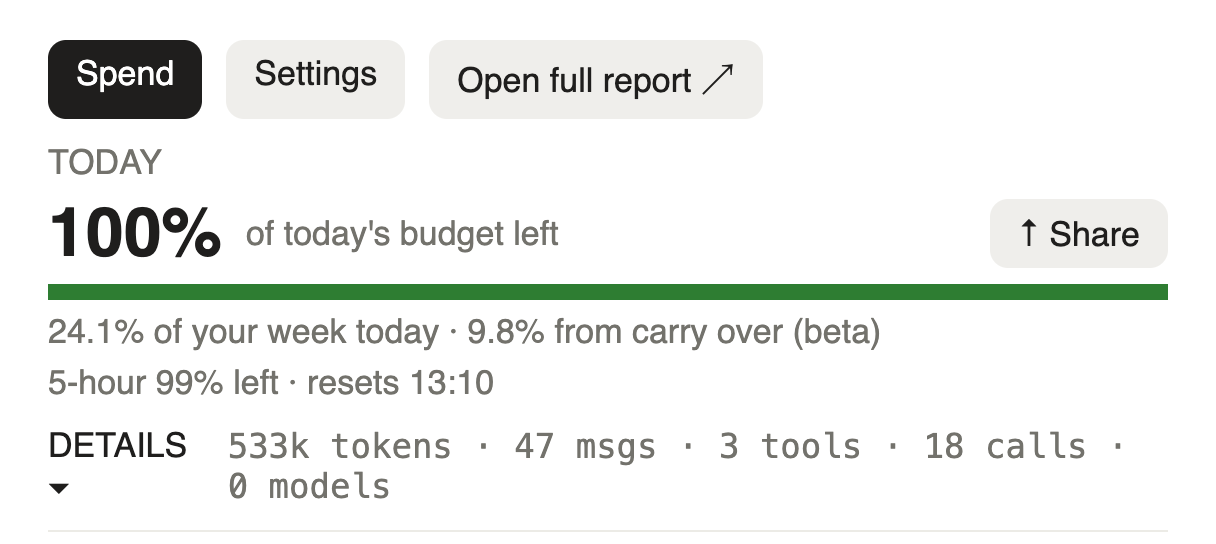 Spend Settings Open full report ↗
TODAY
100% of today's budget left ↑ Share
24.1% of your week today · 9.8% from carry over (beta)
5-hour 99% left · resets 13:10
DETAILS 533k tokens · 47 msgs · 3 tools · 18 calls ·
0 models